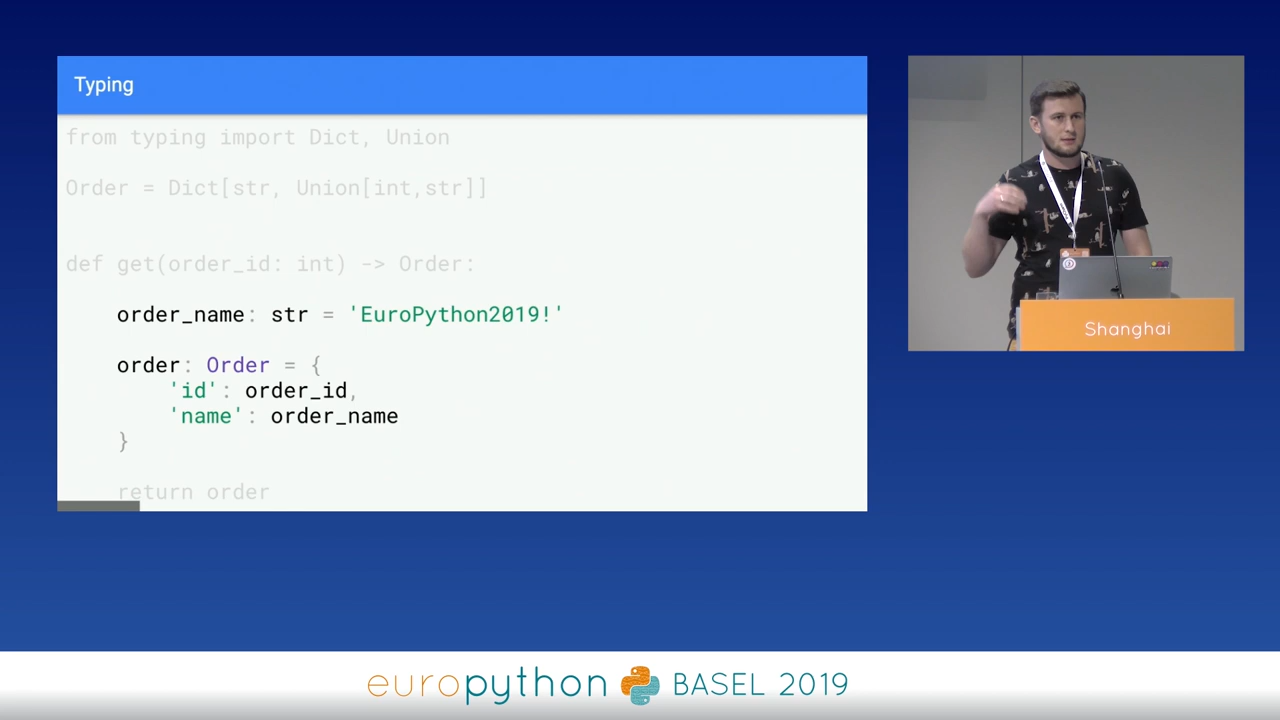 Typing
from typing import Dict, Union
Order = Dict[str, Union[int,str]]
def get(order_id: int) -> Order:
order_name: str = 'EuroPython2019!'
order: Order = {
'id': order_id,
'name': order_name
}
return order
Shanghai
europython BASEL 2019